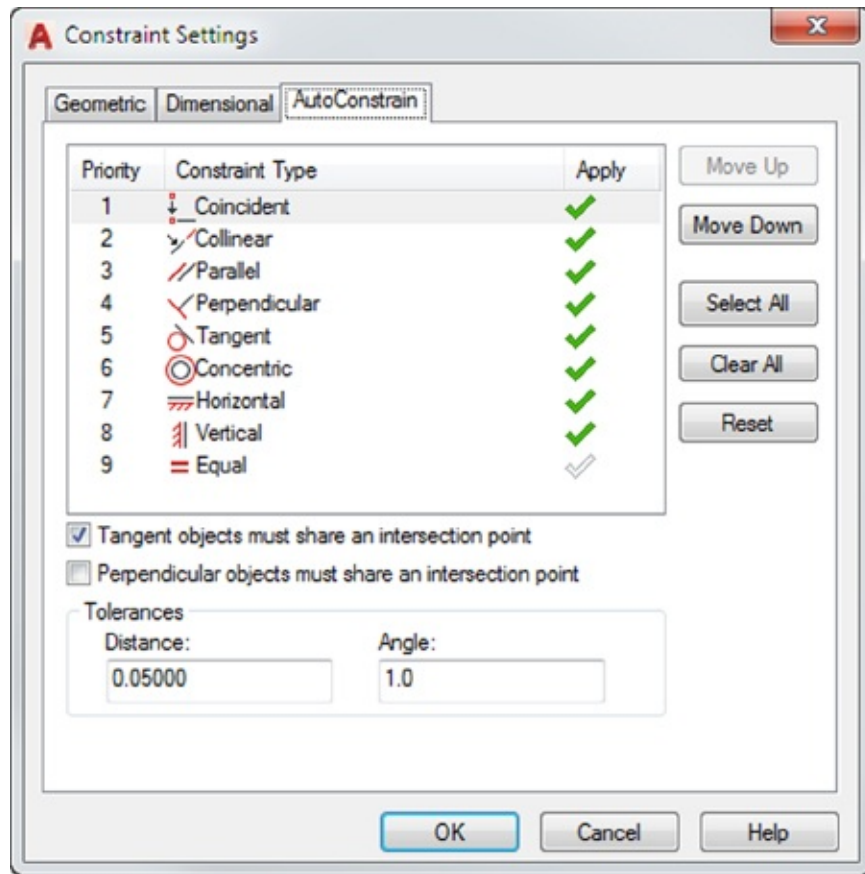 Constraint Settings
Geometric Dimensional AutoConstrain
Priority Constraint Type Apply
1 Coincident
2 Collinear
3 Parallel
4 Perpendicular
5 Tangent
6 Concentric
7 Horizontal
8 Vertical
9 Equal
Move Up
Move Down
Select All
Clear All
Reset
Tangent objects must share an intersection point
Perpendicular objects must share an intersection point
Tolerances
Distance: Angle:
0.05000 1.0
OK Cancel Help